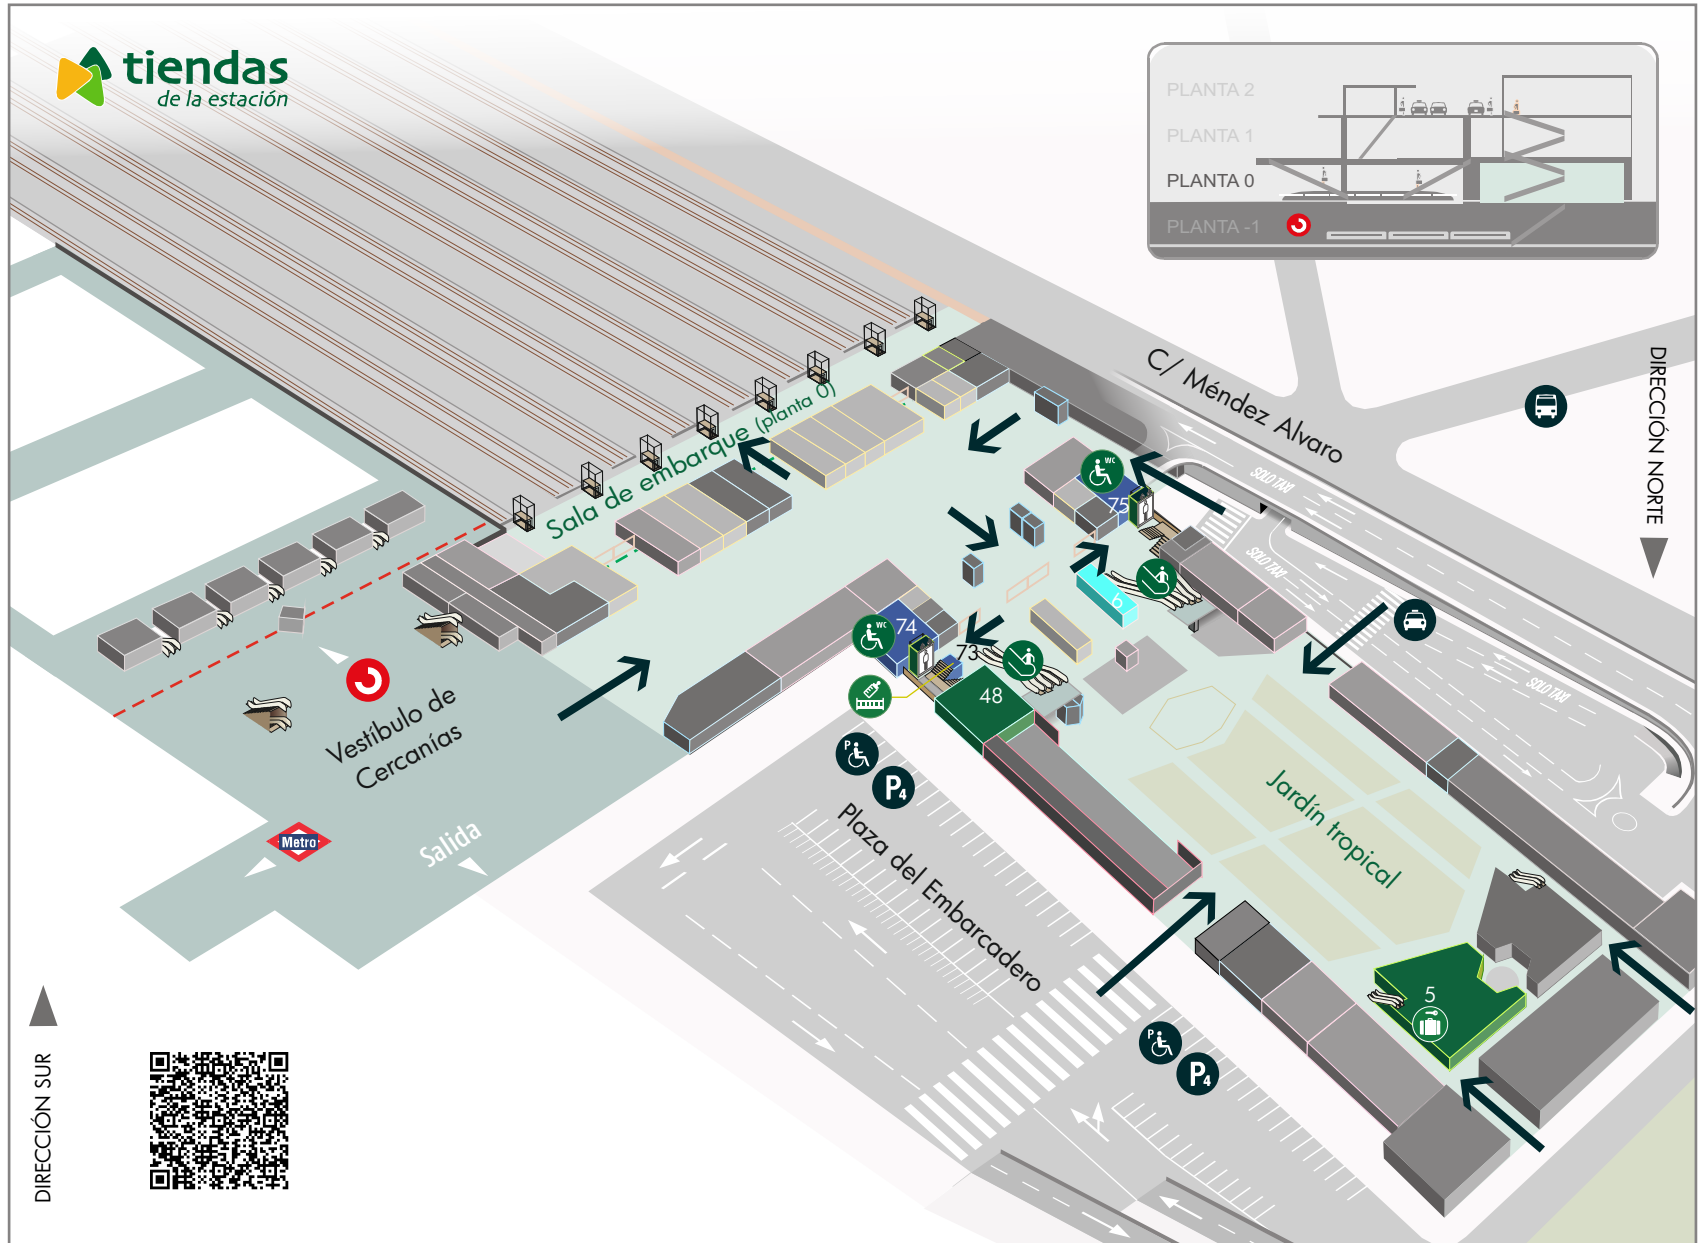 tiendas
de la estación
PLANTA 2
PLANTA 1
PLANTA 0
PLANTA -1
C/ Méndez Alvaro
DIRECCIÓN NORTE
SOLO TAXI
SOLO TAXI
SOLO TAXI
Sala de embarque (planta 0)
WC
75
6
WC
74
73
48
Vestíbulo de
Cercanías
P
P4
Plaza del Embarcadero
Jardín tropical
Metro
Salida
5
P
P4
DIRECCIÓN SUR